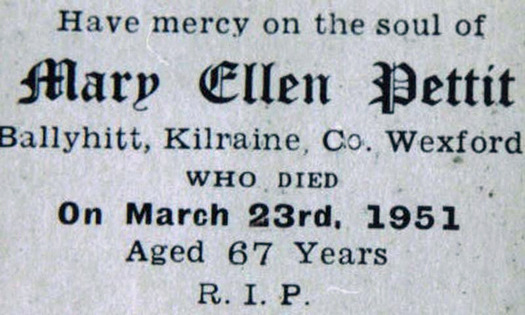 Have mercy on the soul of
Mary Ellen Pettit
Ballyhitt, Kilraine, Co. Wexford
WHO DIED
On March 23rd, 1951
Aged 67 Years
R. I. P.